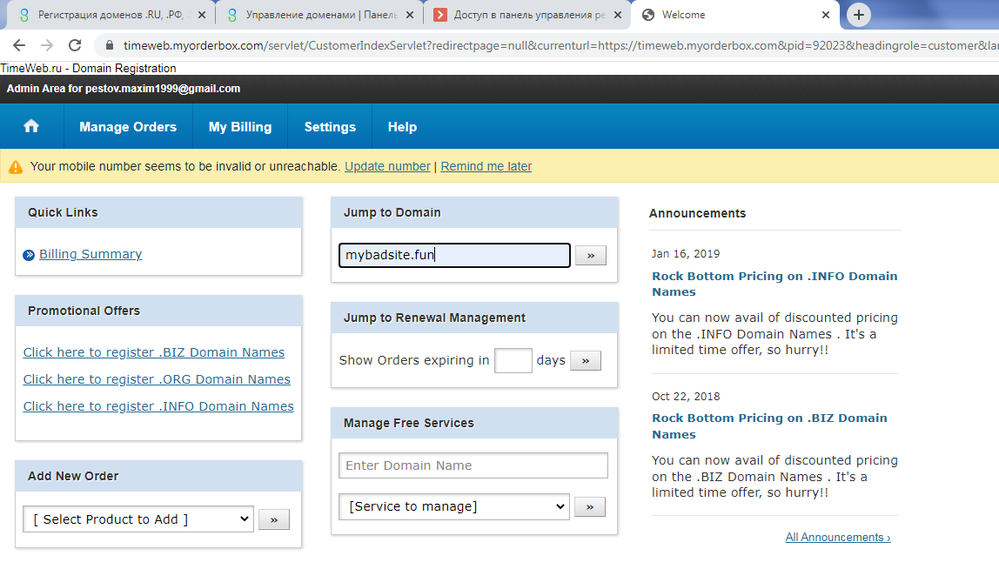 Регистрация доменов .RU, .РФ,
Управление доменами | Панель
Доступ в панель управления ре
Welcome
timeweb.myorderbox.com/servlet/CustomerIndexServlet?redirectpage=null&currenturl=https://timeweb.myorderbox.com&pid=92023&headingrole=customer&la
TimeWeb.ru - Domain Registration
Admin Area for pestov.maxim1999@gmail.com
Manage Orders My Billing Settings Help
Your mobile number seems to be invalid or unreachable. Update number | Remind me later
Quick Links
Billing Summary
Promotional Offers
Click here to register .BIZ Domain Names
Click here to register .ORG Domain Names
Click here to register .INFO Domain Names
Add New Order
[ Select Product to Add ]
»
Jump to Domain
mybadsite.fun
»
Jump to Renewal Management
Show Orders expiring in days »
Manage Free Services
Enter Domain Name
[Service to manage]
»
Announcements
Jan 16, 2019
Rock Bottom Pricing on .INFO Domain
Names
You can now avail of discounted pricing
on the .INFO Domain Names . It's a
limited time offer, so hurry!!
Oct 22, 2018
Rock Bottom Pricing on .BIZ Domain
Names
You can now avail of discounted pricing
on the .BIZ Domain Names . It's a
limited time offer, so hurry!!
All Announcements ›